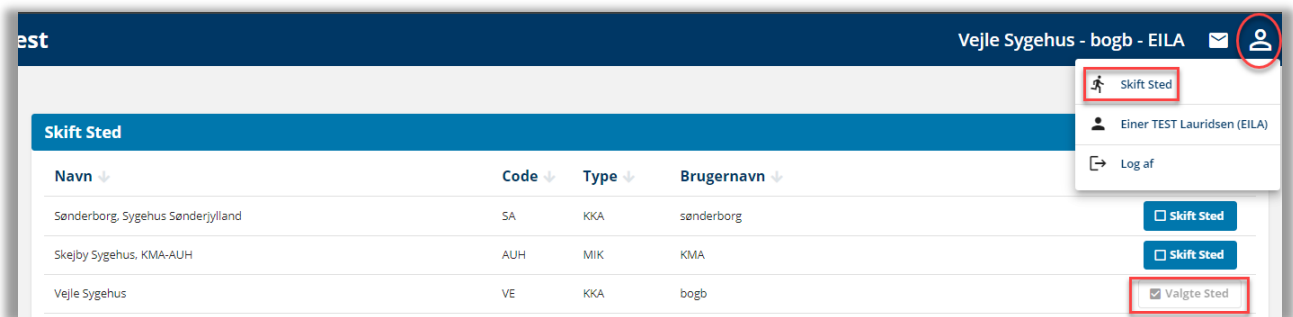 est
Vejle Sygehus - bogb - EILA
Skift Sted
Einer TEST Lauridsen (EILA)
Log af
Skift Sted
Navn Code Type Brugernavn
Sønderborg, Sygehus Sønderjylland SA KKA sønderborg Skift Sted
Skejby Sygehus, KMA-AUH AUH MIK KMA Skift Sted
Vejle Sygehus VE KKA bogb Valgte Sted